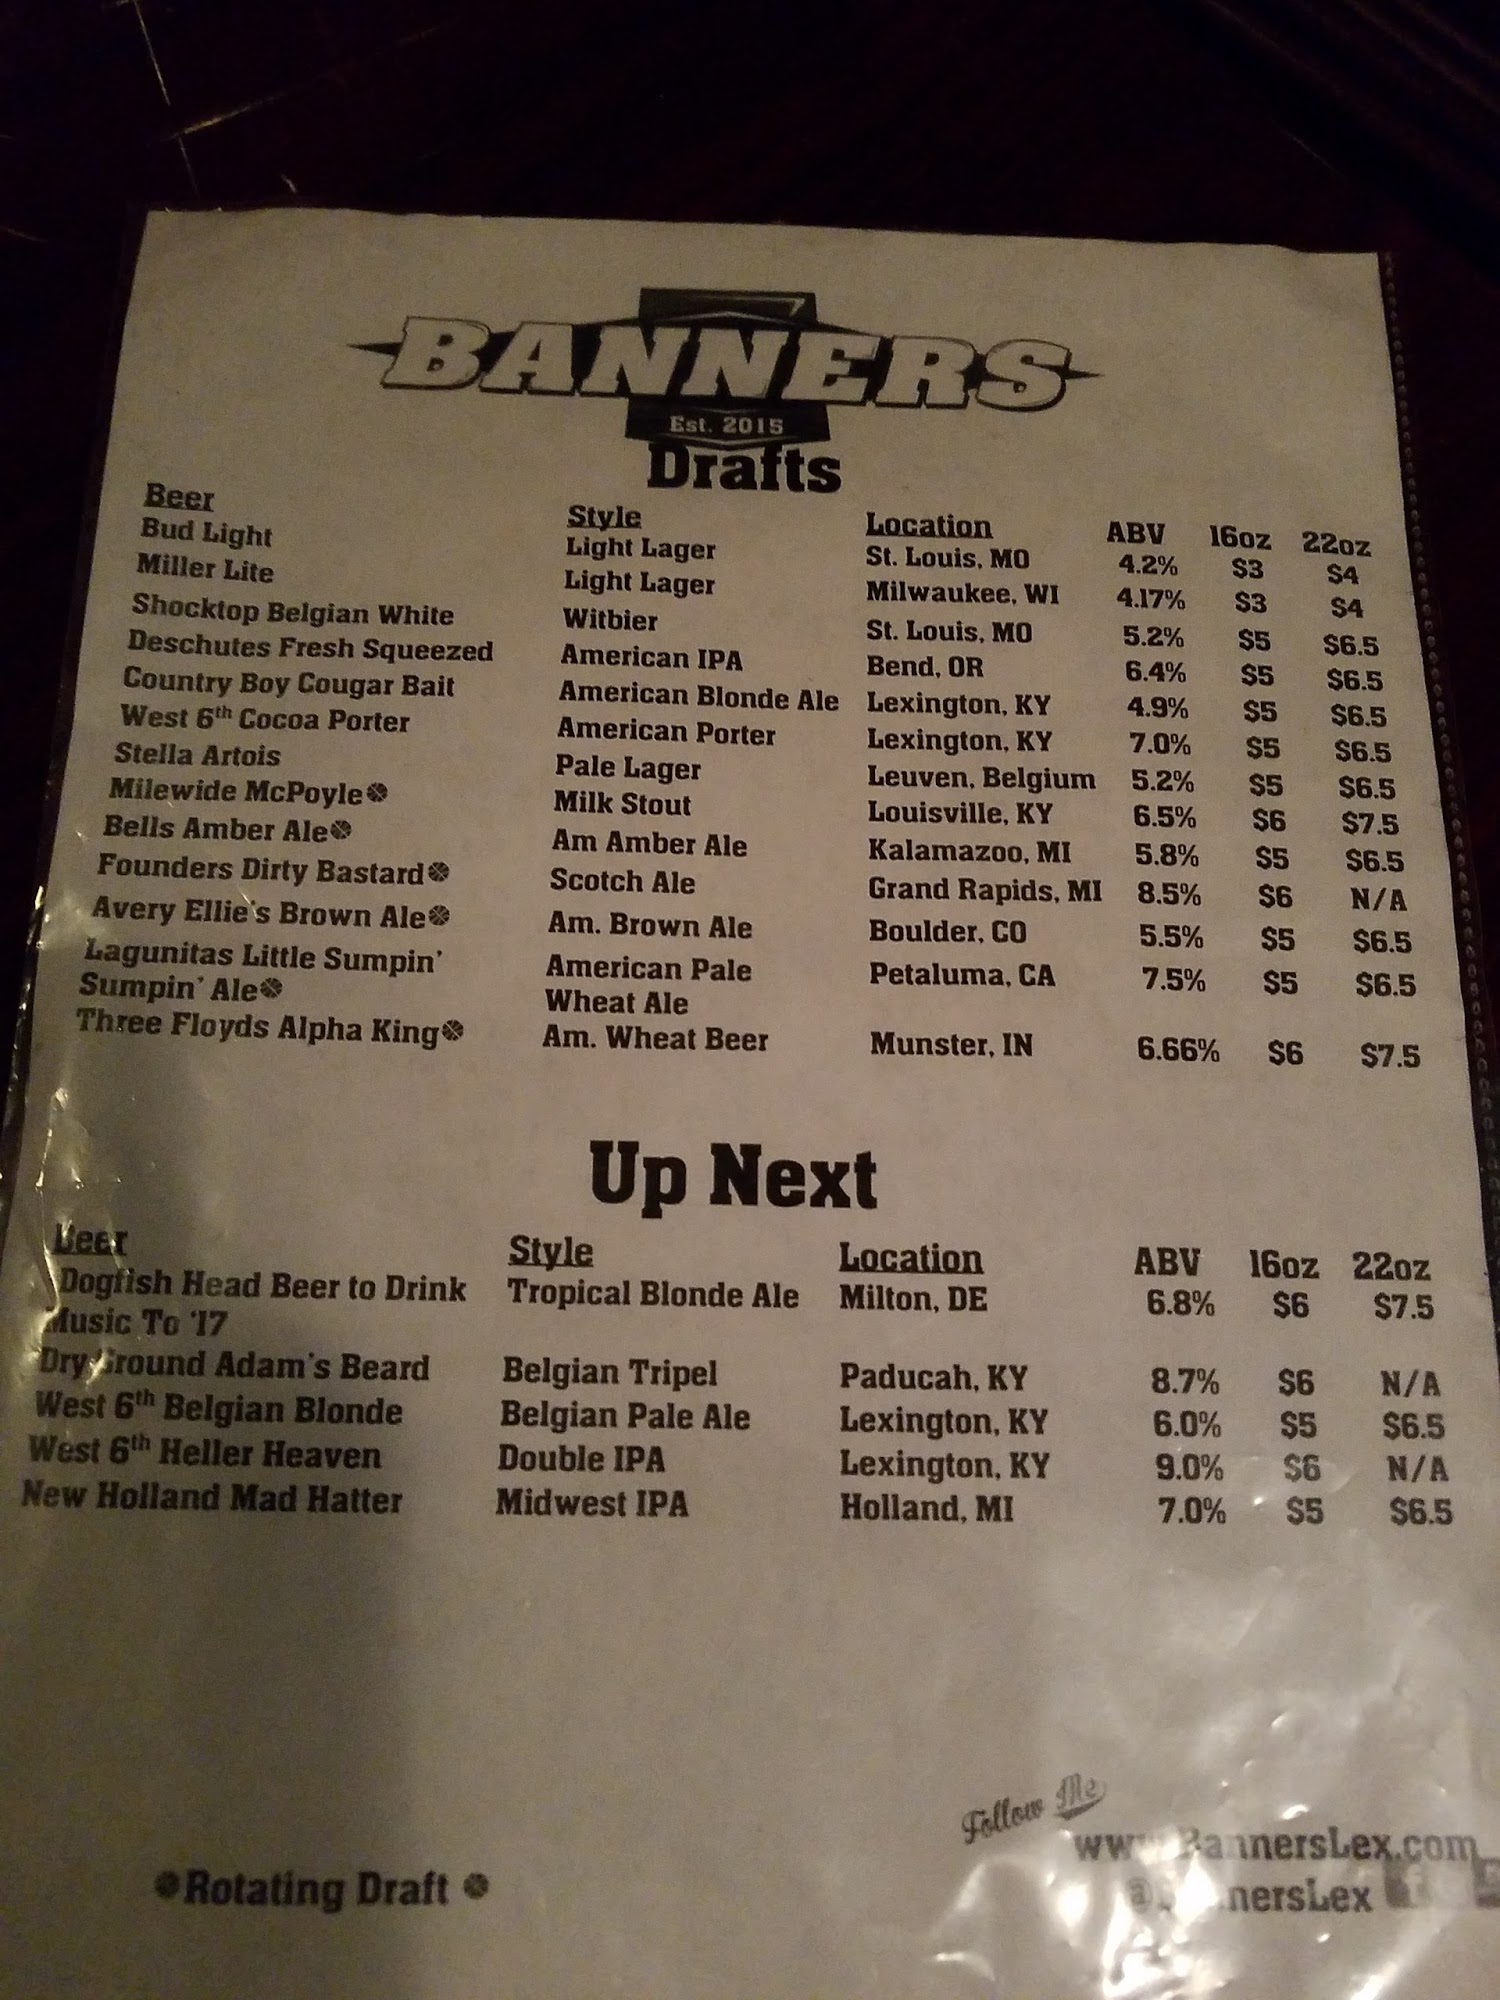 BANNERS
Est. 2015
Drafts
Beer Style Location ABV 16oz 22oz
Bud Light Light Lager St. Louis, MO 4.2% $3 $4
Miller Lite Light Lager Milwaukee, WI 4.17% $3 $4
Shocktop Belgian White Witbier St. Louis, MO 5.2% $5 $6.5
Deschutes Fresh Squeezed American IPA Bend, OR 6.4% $5 $6.5
Country Boy Cougar Bait American Blonde Ale Lexington, KY 4.9% $5 $6.5
West 6th Cocoa Porter American Porter Lexington, KY 7.0% $5 $6.5
Stella Artois Pale Lager Leuven, Belgium 5.2% $5 $6.5
Milewide McPoyle Milk Stout Louisville, KY 6.5% $6 $7.5
Bells Amber Ale Am Amber Ale Kalamazoo, MI 5.8% $5 $6.5
Founders Dirty Bastard Scotch Ale Grand Rapids, MI 8.5% $6 N/A
Avery Ellie's Brown Ale Am. Brown Ale Boulder, CO 5.5% $5 $6.5
Lagunitas Little Sumpin' American Pale Petaluma, CA 7.5% $5 $6.5
Sumpin' Ale Wheat Ale
Three Floyds Alpha King Am. Wheat Beer Munster, IN 6.66% $6 $7.5
Up Next
Beer Style Location ABV 16oz 22oz
Dogfish Head Beer to Drink Tropical Blonde Ale Milton, DE 6.8% $6 $7.5
Music To '17
Dry Ground Adam's Beard Belgian Tripel Paducah, KY 8.7% $6 N/A
West 6th Belgian Blonde Belgian Pale Ale Lexington, KY 6.0% $5 $6.5
West 6th Heller Heaven Double IPA Lexington, KY 9.0% $6 N/A
New Holland Mad Hatter Midwest IPA Holland, MI 7.0% $5 $6.5
Follow Me
www.BannersLex.com
Rotating Draft
@BannersLex